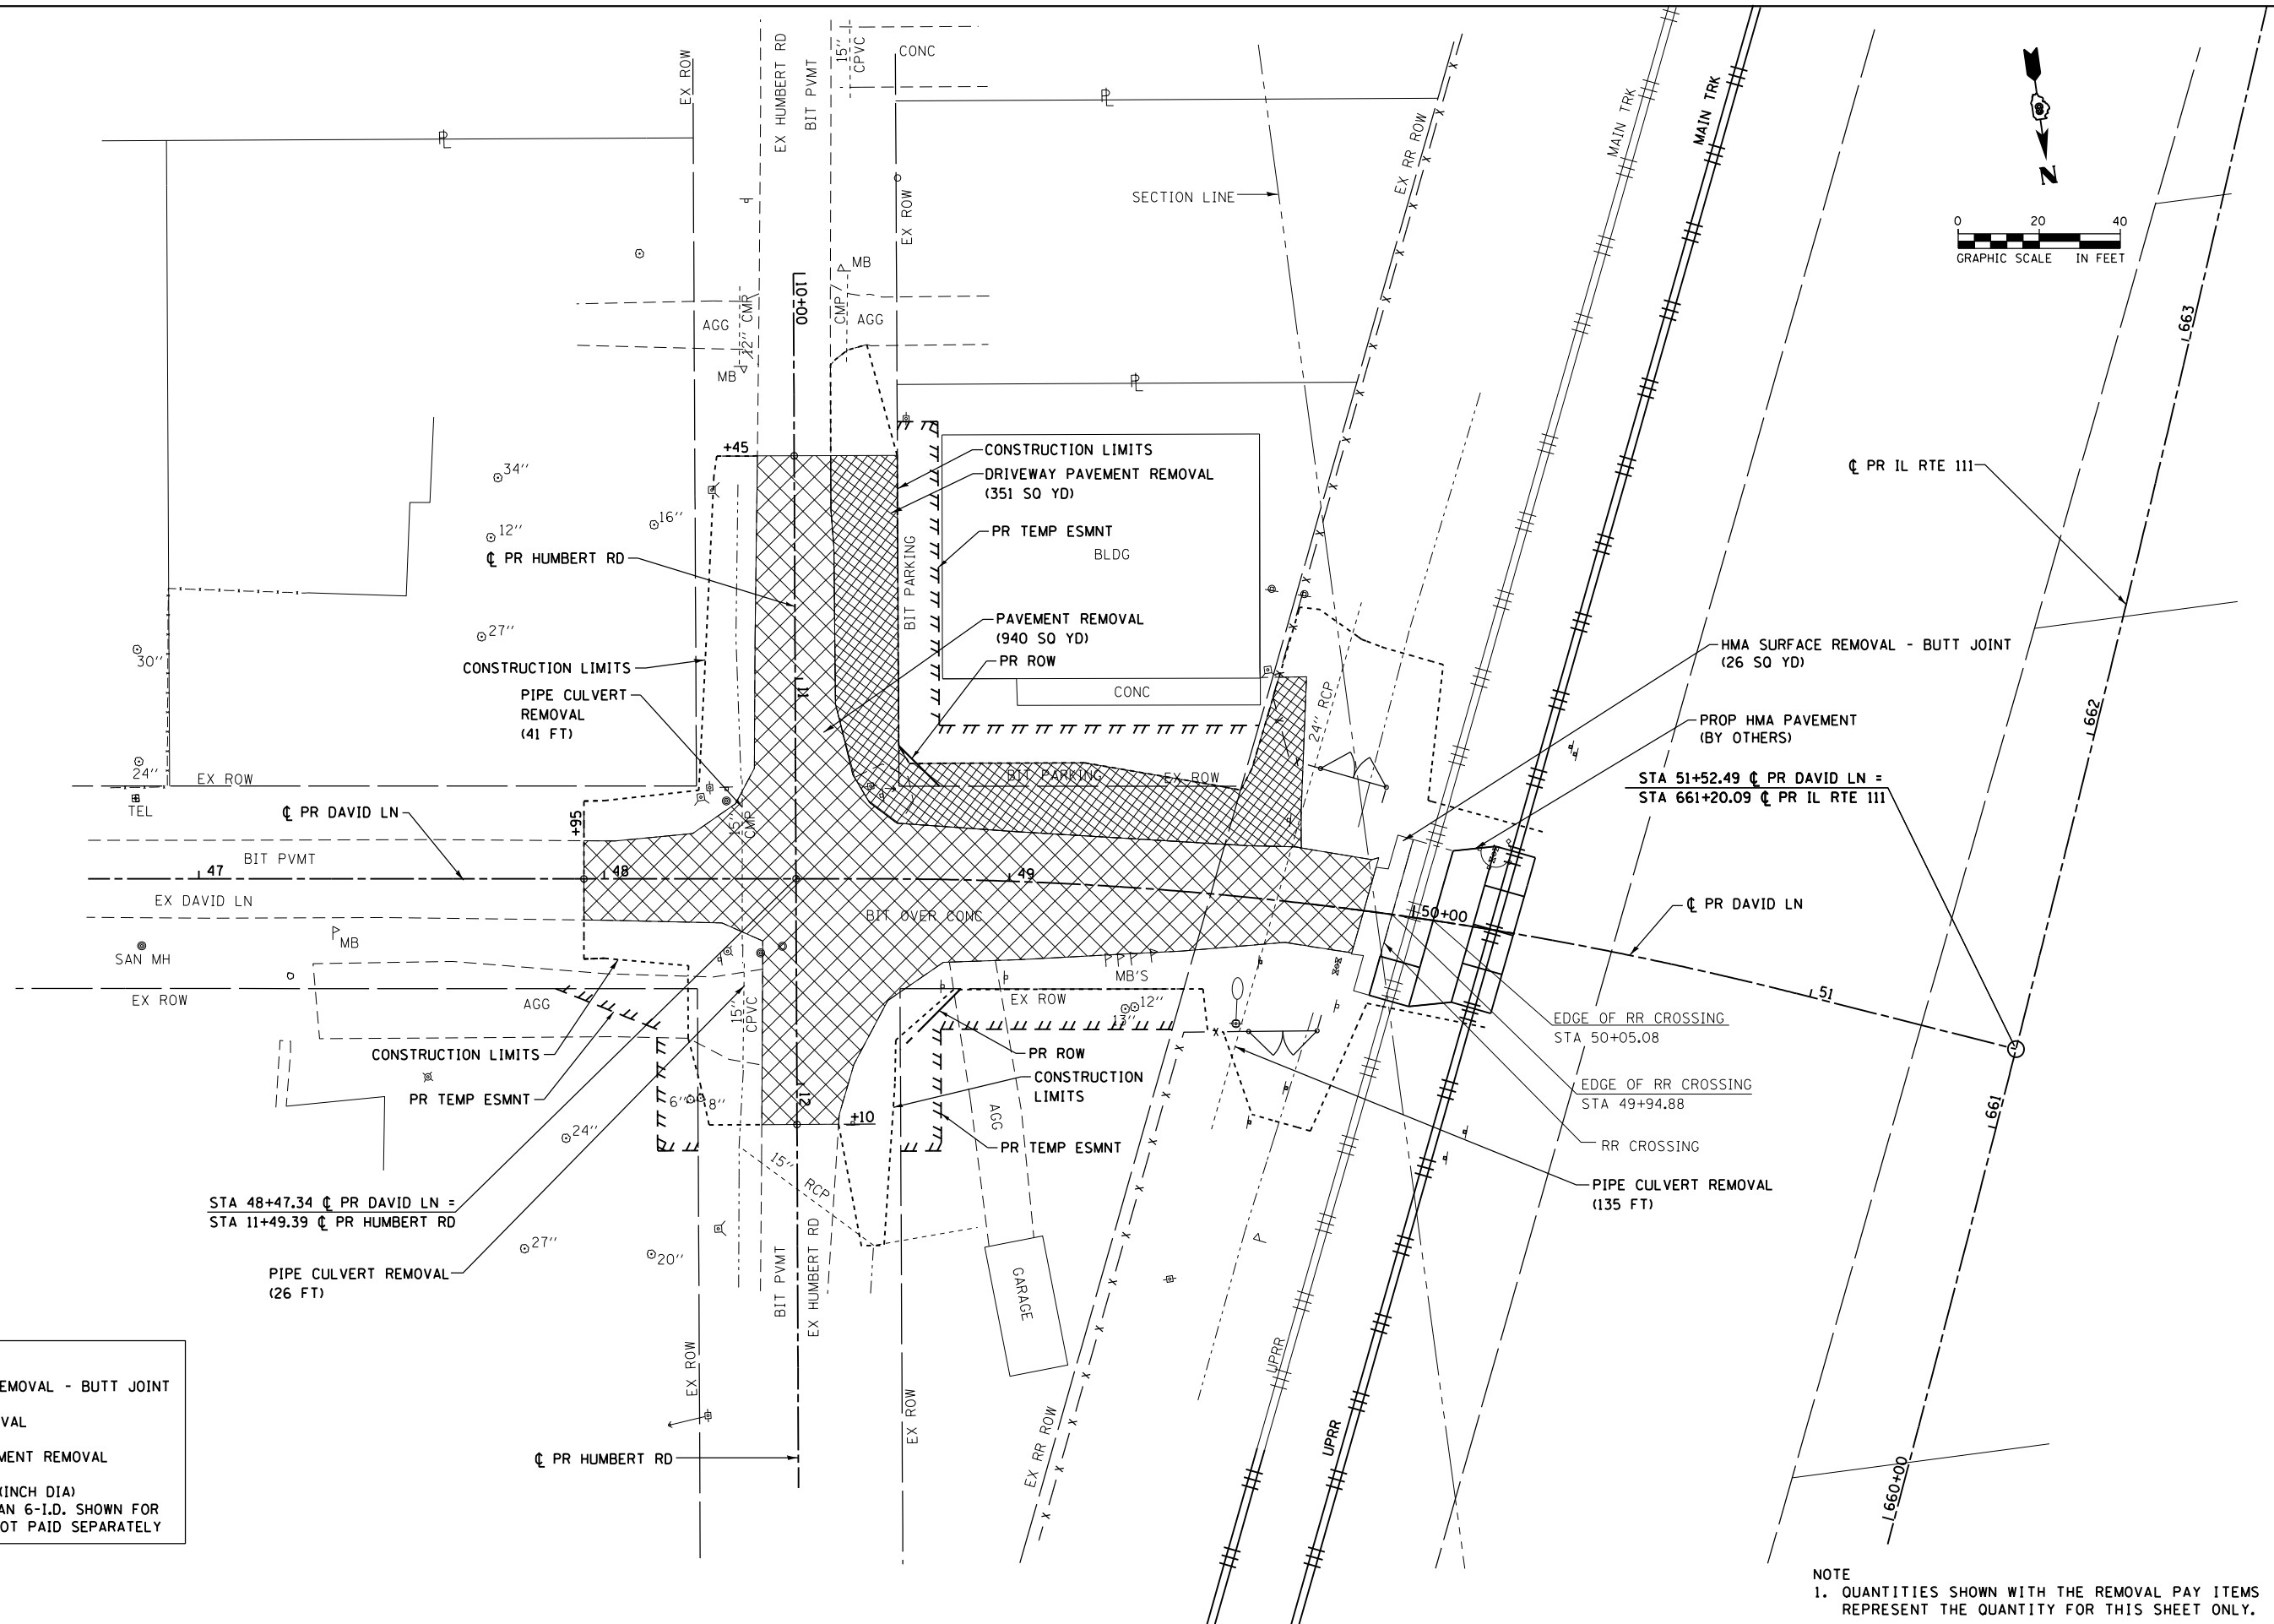 EX ROW
EX HUMBERT RD
BIT PVMT
15''
CPVC
CONC
EX ROW
SECTION LINE
EX RR ROW
MAIN TRK
MAIN TRK
N
0 20 40
GRAPHIC SCALE IN FEET
663
MB
10+00
12'' CMP
CMP
AGG
AGG
MB
+45
CONSTRUCTION LIMITS
DRIVEWAY PAVEMENT REMOVAL
(351 SQ YD)
PR TEMP ESMNT
BLDG
BIT PARKING
PAVEMENT REMOVAL
(940 SQ YD)
PR ROW
CONC
34''
12''
16''
℄ PR HUMBERT RD
27''
30''
CONSTRUCTION LIMITS
PIPE CULVERT
REMOVAL
(41 FT)
11
24''
TEL
EX ROW
℄ PR IL RTE 111
HMA SURFACE REMOVAL - BUTT JOINT
(26 SQ YD)
662
PROP HMA PAVEMENT
(BY OTHERS)
24'' RCP
BIT PARKING
EX ROW
STA 51+52.49 ℄ PR DAVID LN =
STA 661+20.09 ℄ PR IL RTE 111
℄ PR DAVID LN
+95
15''
CMP
BIT PVMT
47
48
49
50+00
EX DAVID LN
BIT OVER CONC
℄ PR DAVID LN
MB
SAN MH
EX ROW
AGG
15''
CPVC
MB'S
EX ROW
12''
13''
51
EDGE OF RR CROSSING
STA 50+05.08
CONSTRUCTION LIMITS
PR ROW
CONSTRUCTION
LIMITS
PR TEMP ESMNT
6''
8''
12
+10
AGG
EDGE OF RR CROSSING
STA 49+94.88
661
24''
PR TEMP ESMNT
RR CROSSING
15''
RCP
PIPE CULVERT REMOVAL
(135 FT)
STA 48+47.34 ℄ PR DAVID LN =
STA 11+49.39 ℄ PR HUMBERT RD
27''
20''
PIPE CULVERT REMOVAL
(26 FT)
BIT PVMT
EX HUMBERT RD
GARAGE
UPRR
UPRR
EX ROW
EX ROW
EX RR ROW
℄ PR HUMBERT RD
660+00
EMOVAL - BUTT JOINT
VAL
MENT REMOVAL
(INCH DIA)
AN 6-I.D. SHOWN FOR
OT PAID SEPARATELY
NOTE
1. QUANTITIES SHOWN WITH THE REMOVAL PAY ITEMS
REPRESENT THE QUANTITY FOR THIS SHEET ONLY.